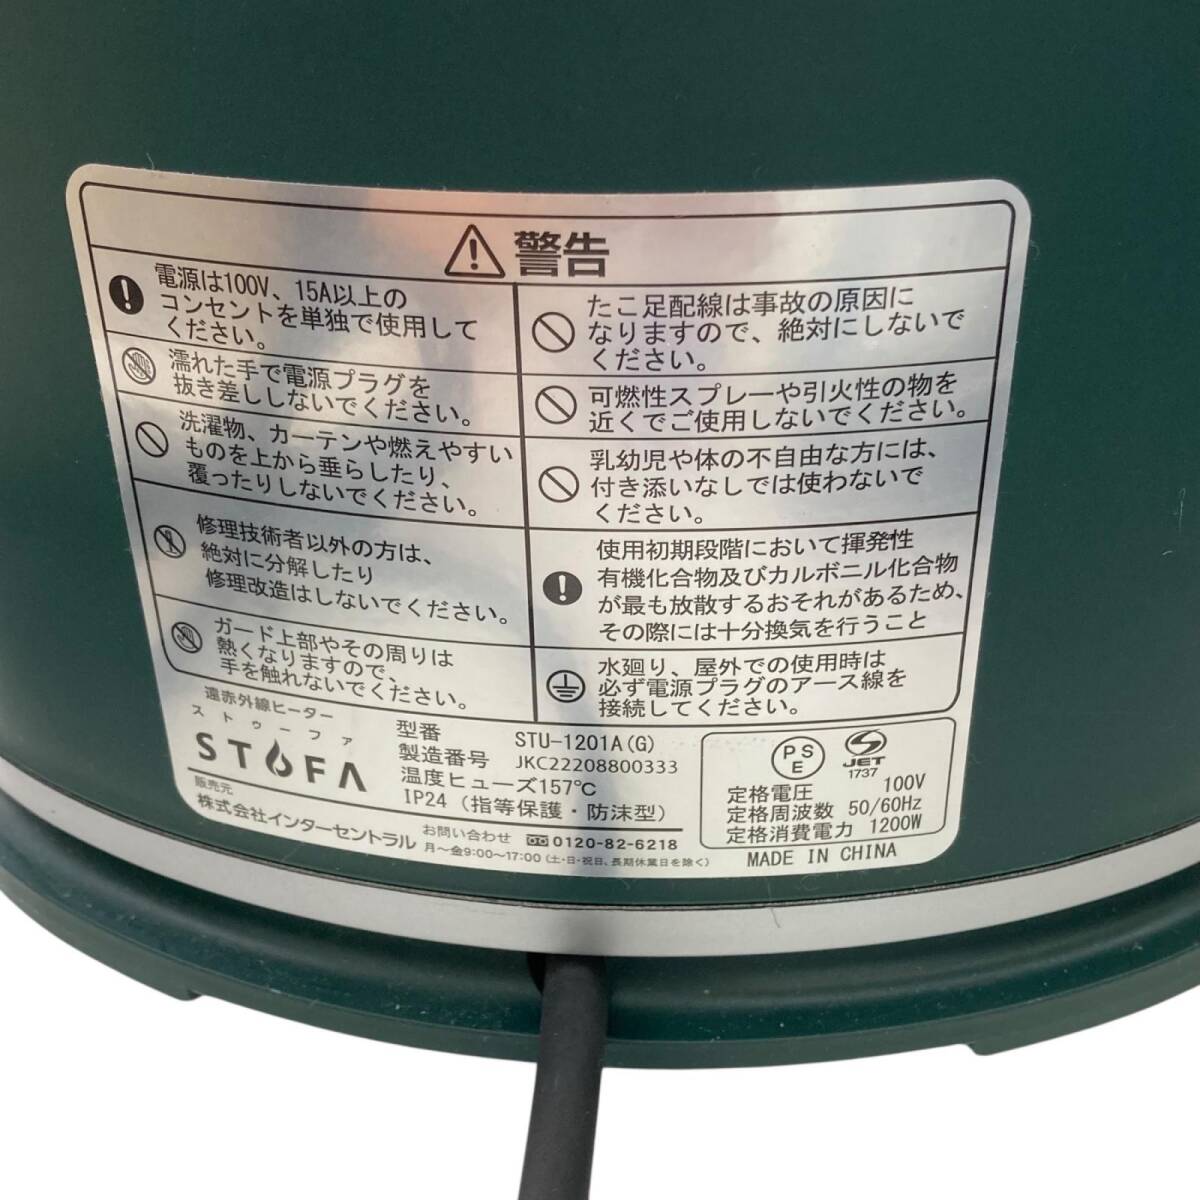 警告
電源は100V、15A以上の
コンセントを単独で使用して
ください。
濡れた手で電源プラグを
抜き差ししないでください。
洗濯物、カーテンや燃えやすい
ものを上から垂らしたり、
覆ったりしないでください。
修理技術者以外の方は、
絶対に分解したり
修理改造はしないでください。
ガード上部やその周りは
熱くなりますので、
手を触れないでください。
たこ足配線は事故の原因に
なりますので、絶対にしないで
ください。
可燃性スプレーや引火性の物を
近くでご使用しないでください。
乳幼児や体の不自由な方には、
付き添いなしでは使わないで
ください。
使用初期段階において揮発性
有機化合物及びカルボニル化合物
が最も放散するおそれがあるため、
その際には十分換気を行うこと
水廻り、屋外での使用時は
必ず電源プラグのアース線を
接続してください。
遠赤外線ヒーター
ストゥーファ
STOFA
販売元
株式会社インターセントラル
型番 STU-1201A(G)
製造番号 JKC22208800333
温度ヒューズ157℃
IP24（指等保護・防沫型）
お問い合わせ 0120-82-6218
月～金9:00～17:00（土・日・祝日、長期休業日を除く）
PSE
JET
1737
定格電圧 100V
定格周波数 50/60Hz
定格消費電力 1200W
MADE IN CHINA